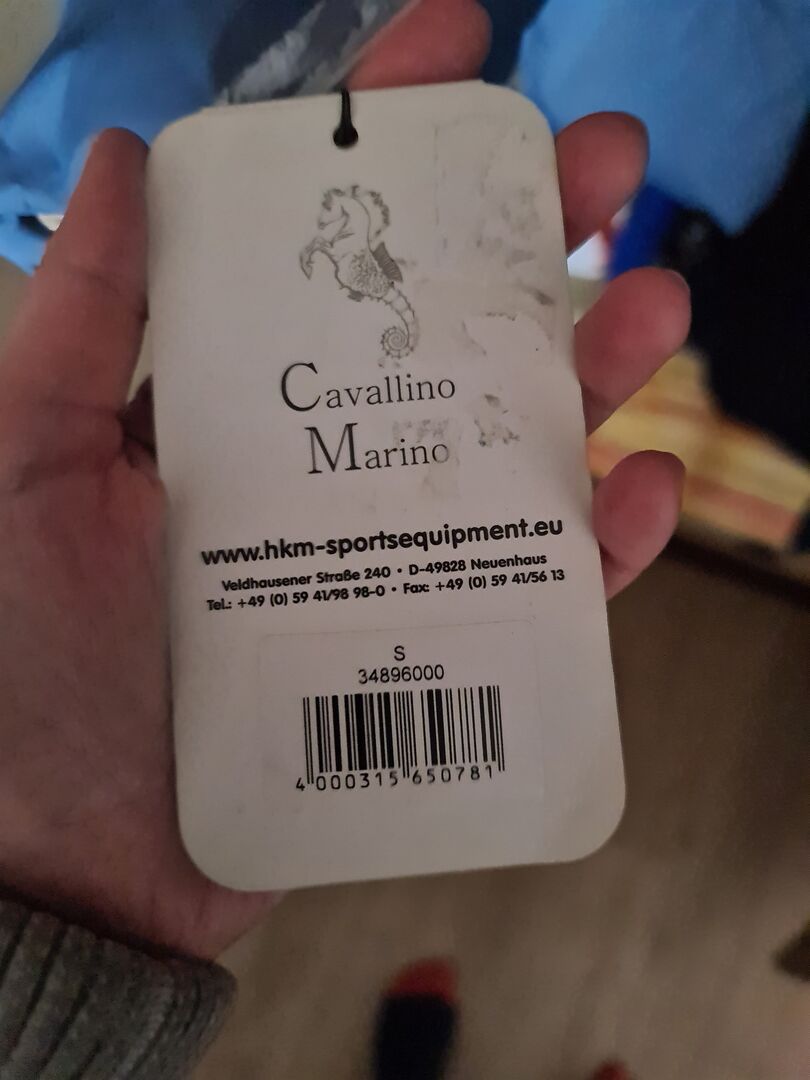 Cavallino
Marino
www.hkm-sportsequipment.eu
Veldhausener Straße 240 • D-49828 Neuenhaus
Tel.: +49 (0) 59 41/98 98-0 • Fax: +49 (0) 59 41/56 13
S
34896000
4 000315 650781